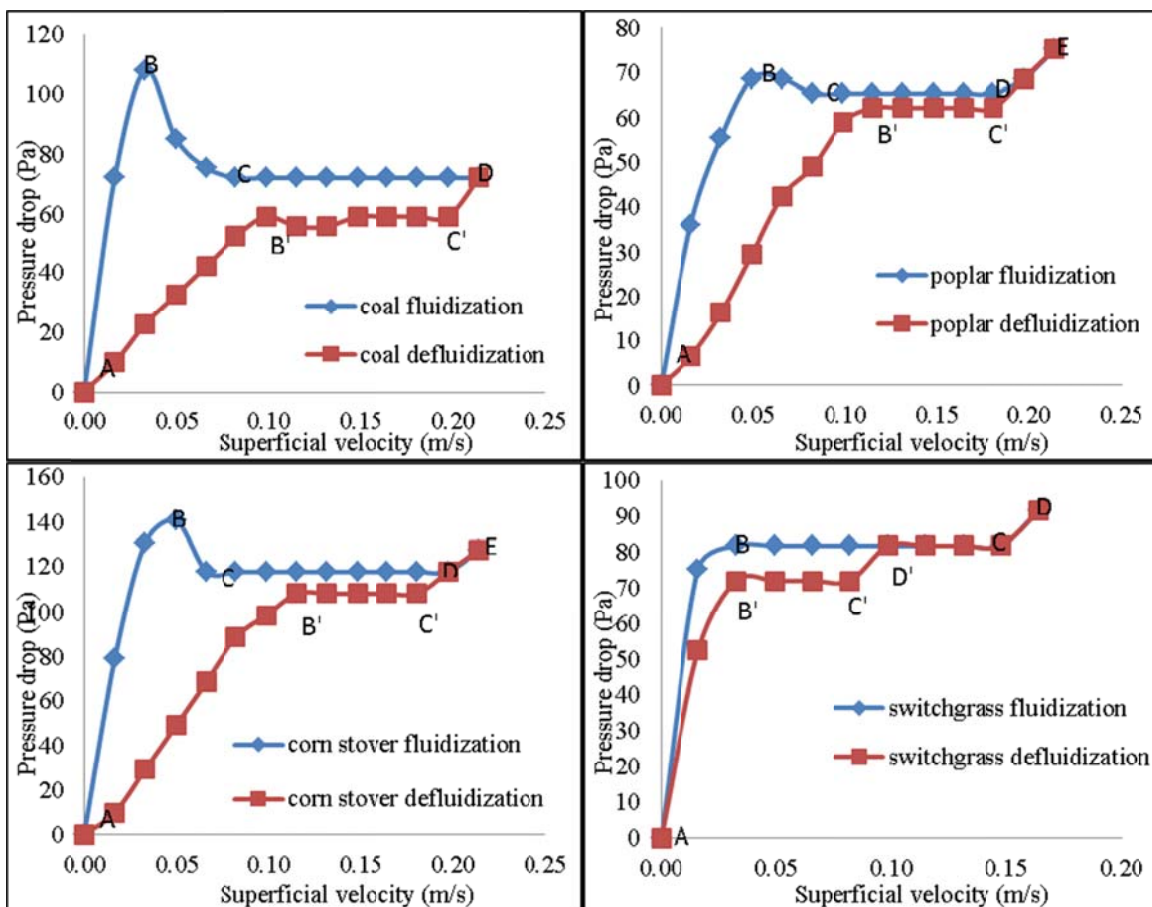 Pressure drop (Pa)
120
100
80
60
40
20
0
A
B
C
D
B'
C'
coal fluidization
coal defluidization
0.00 0.05 0.10 0.15 0.20 0.25
Superficial velocity (m/s)
Pressure drop (Pa)
80
70
60
50
40
30
20
10
0
A
B
C
D
E
B'
C'
poplar fluidization
poplar defluidization
0.00 0.05 0.10 0.15 0.20 0.25
Superficial velocity (m/s)
Pressure drop (Pa)
160
140
120
100
80
60
40
20
0
A
B
C
D
E
B'
C'
corn stover fluidization
corn stover defluidization
0.00 0.05 0.10 0.15 0.20 0.25
Superficial velocity (m/s)
Pressure drop (Pa)
100
90
80
70
60
50
40
30
20
10
0
A
B
C
D
B'
C'
D'
switchgrass fluidization
switchgrass defluidization
0.00 0.05 0.10 0.15 0.20
Superficial velocity (m/s)